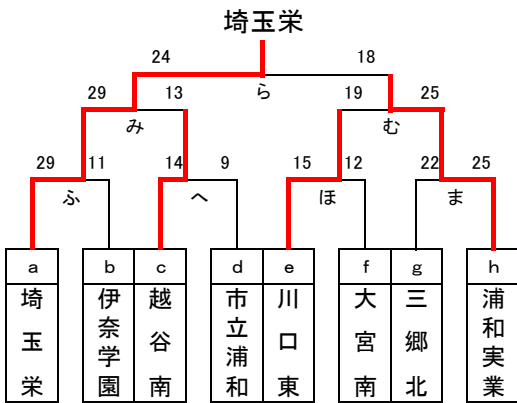 埼玉栄
24 18
ら
29 13 19 25
み む
29 11 14 9 15 12 22 25
ふ へ ほ ま
a b c d e f g h
埼玉栄
伊奈学園
越谷南
市立浦和
川口東
大宮南
三郷北
浦和実業